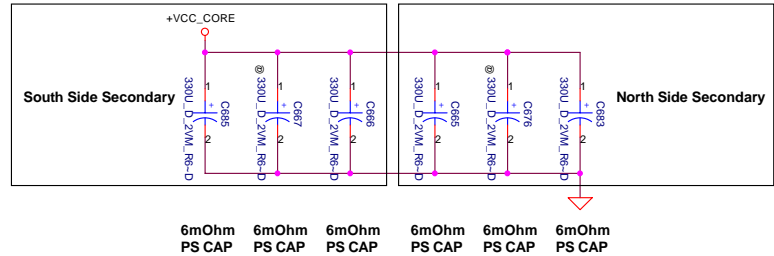 +VCC_CORE
South Side Secondary
North Side Secondary
1
330U_D_2VM_R6~D
+
C685
2
@
1
330U_D_2VM_R6~D
+
C667
2
1
330U_D_2VM_R6~D
+
C666
2
1
330U_D_2VM_R6~D
+
C665
2
@
1
330U_D_2VM_R6~D
+
C676
2
1
330U_D_2VM_R6~D
+
C683
2
6mOhm
PS CAP
6mOhm
PS CAP
6mOhm
PS CAP
6mOhm
PS CAP
6mOhm
PS CAP
6mOhm
PS CAP